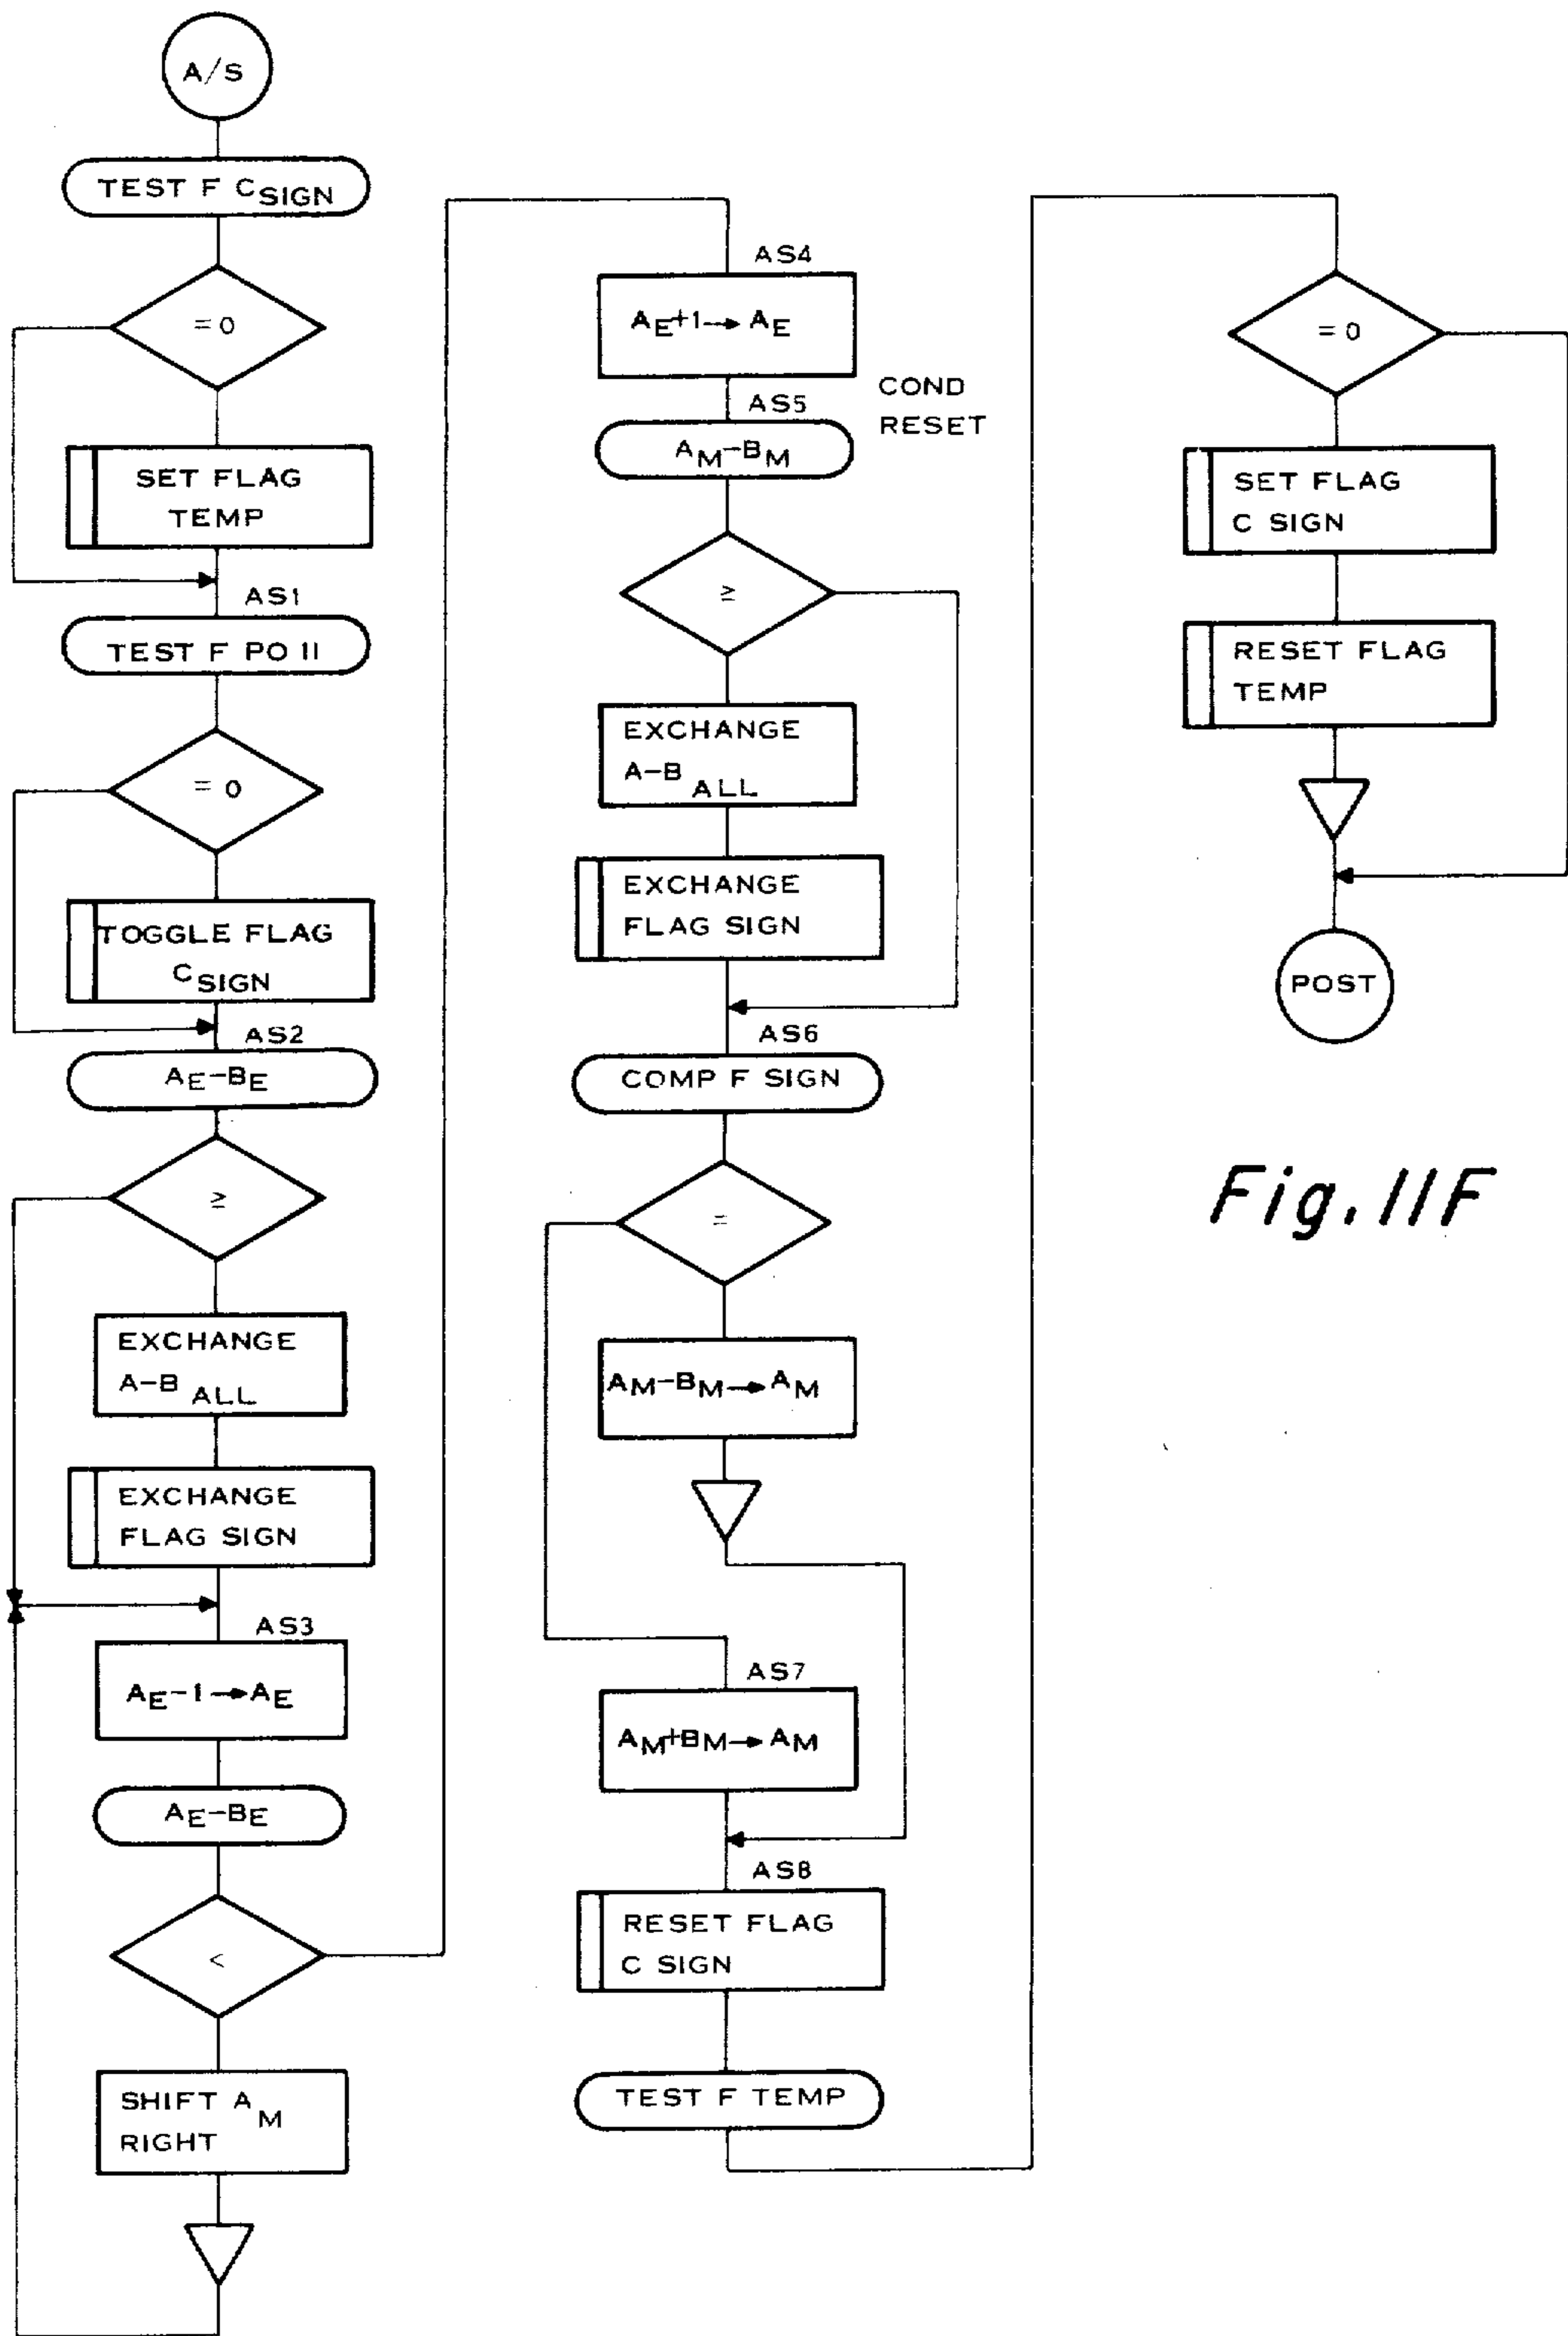 A/S
TEST F CSIGN
= 0
SET FLAG
TEMP
AS1
TEST F PO II
= 0
TOGGLE FLAG
CSIGN
AS2
AE-BE
≥
EXCHANGE
A-B ALL
EXCHANGE
FLAG SIGN
AS3
AE-1→AE
AE-BE
<
SHIFT AM
RIGHT
AS4
AE+1→AE
COND
RESET
AS5
AM-BM
≥
EXCHANGE
A-B ALL
EXCHANGE
FLAG SIGN
AS6
COMP F SIGN
=
AM-BM→AM
AS7
AM+BM→AM
AS8
RESET FLAG
C SIGN
TEST F TEMP
= 0
SET FLAG
C SIGN
RESET FLAG
TEMP
POST
Fig. 11F